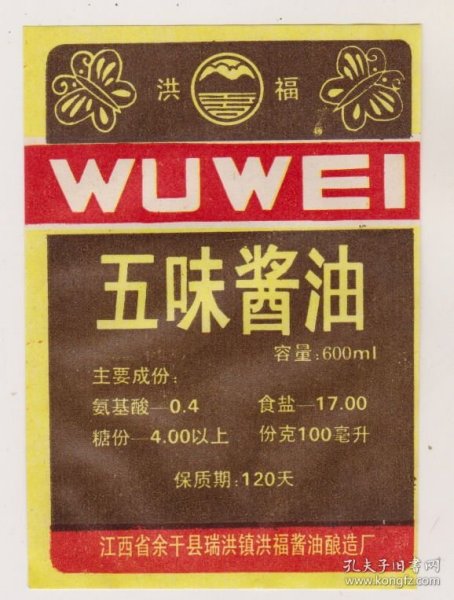 洪 福
WUWEI
五味酱油
容量:600ml
主要成份:
氨基酸—0.4 食盐—17.00
糖份—4.00以上 份克100毫升
保质期:120天
江西省余干县瑞洪镇洪福酱油酿造厂
孔夫子旧书网
www.kongfz.com